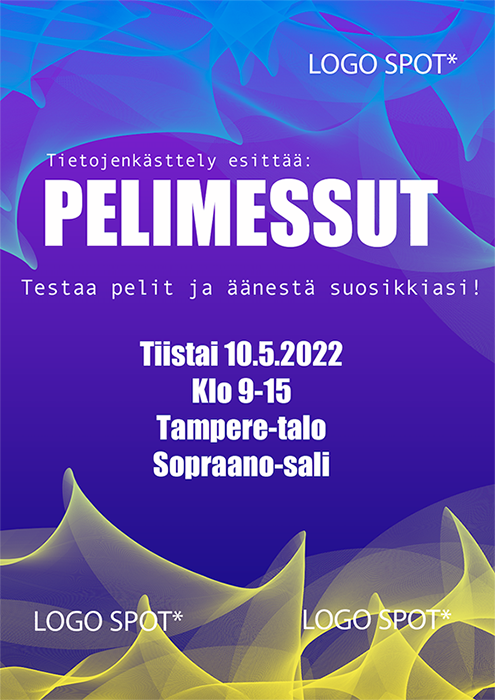 LOGO SPOT*
Tietojenkästtely esittää:
PELIMESSUT
Testaa pelit ja äänestä suosikkiasi!
Tiistai 10.5.2022
Klo 9-15
Tampere-talo
Sopraano-sali
LOGO SPOT*
LOGO SPOT*